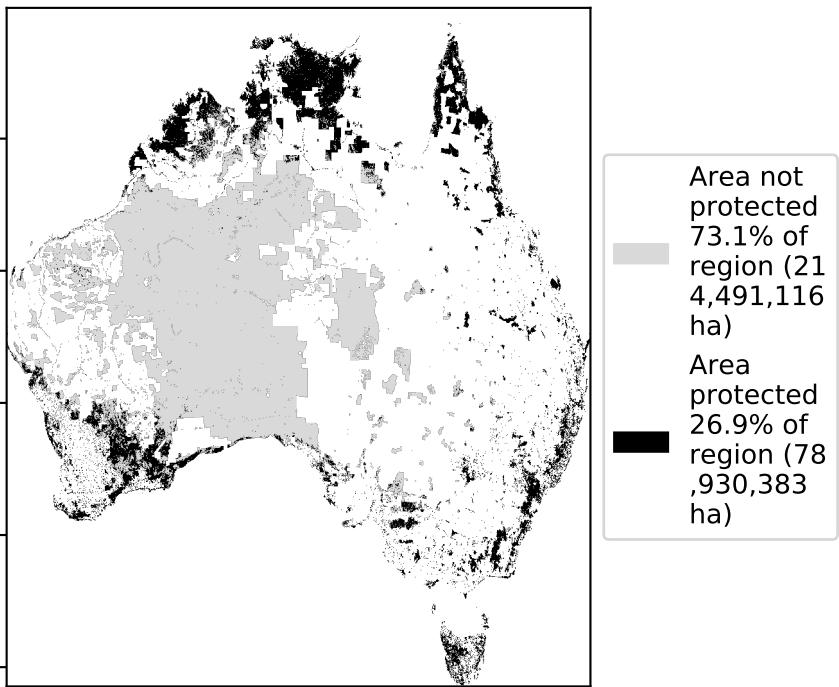 Area not
protected
73.1% of
region (21
4,491,116
ha)
Area
protected
26.9% of
region (78
,930,383
ha)